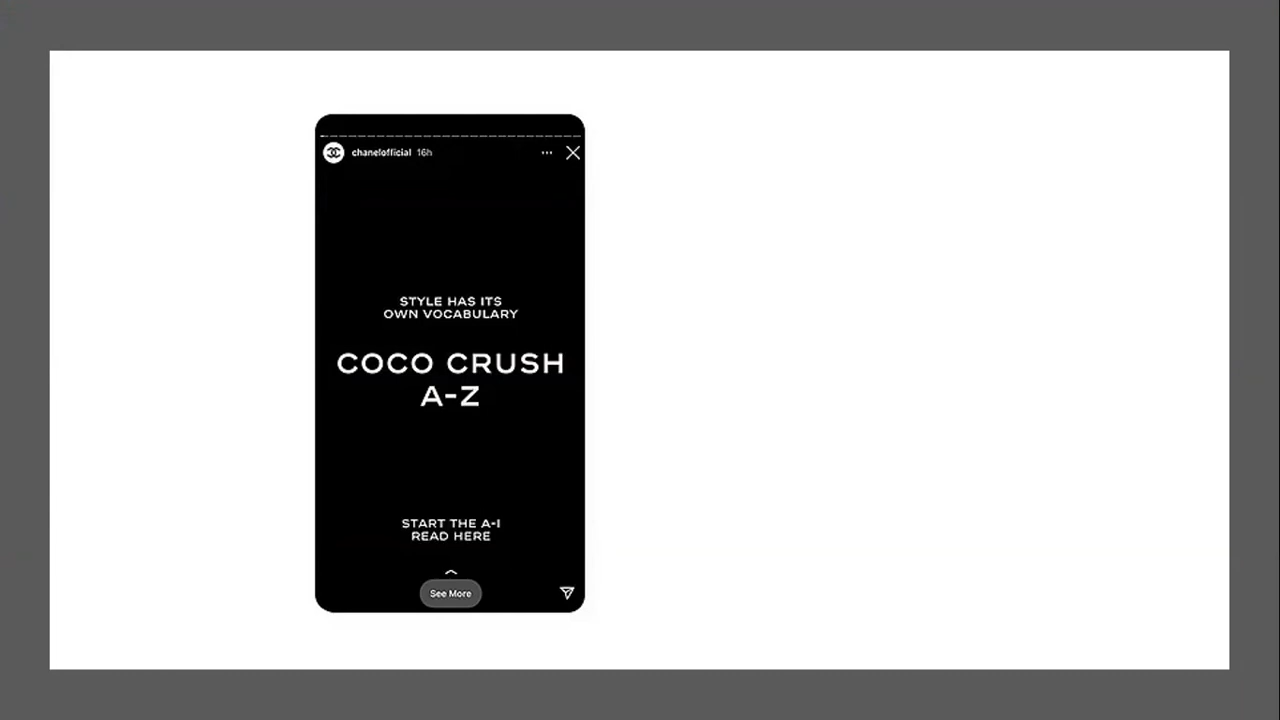 chanelofficial 16h
STYLE HAS ITS
OWN VOCABULARY
COCO CRUSH
A-Z
START THE A-I
READ HERE
See More